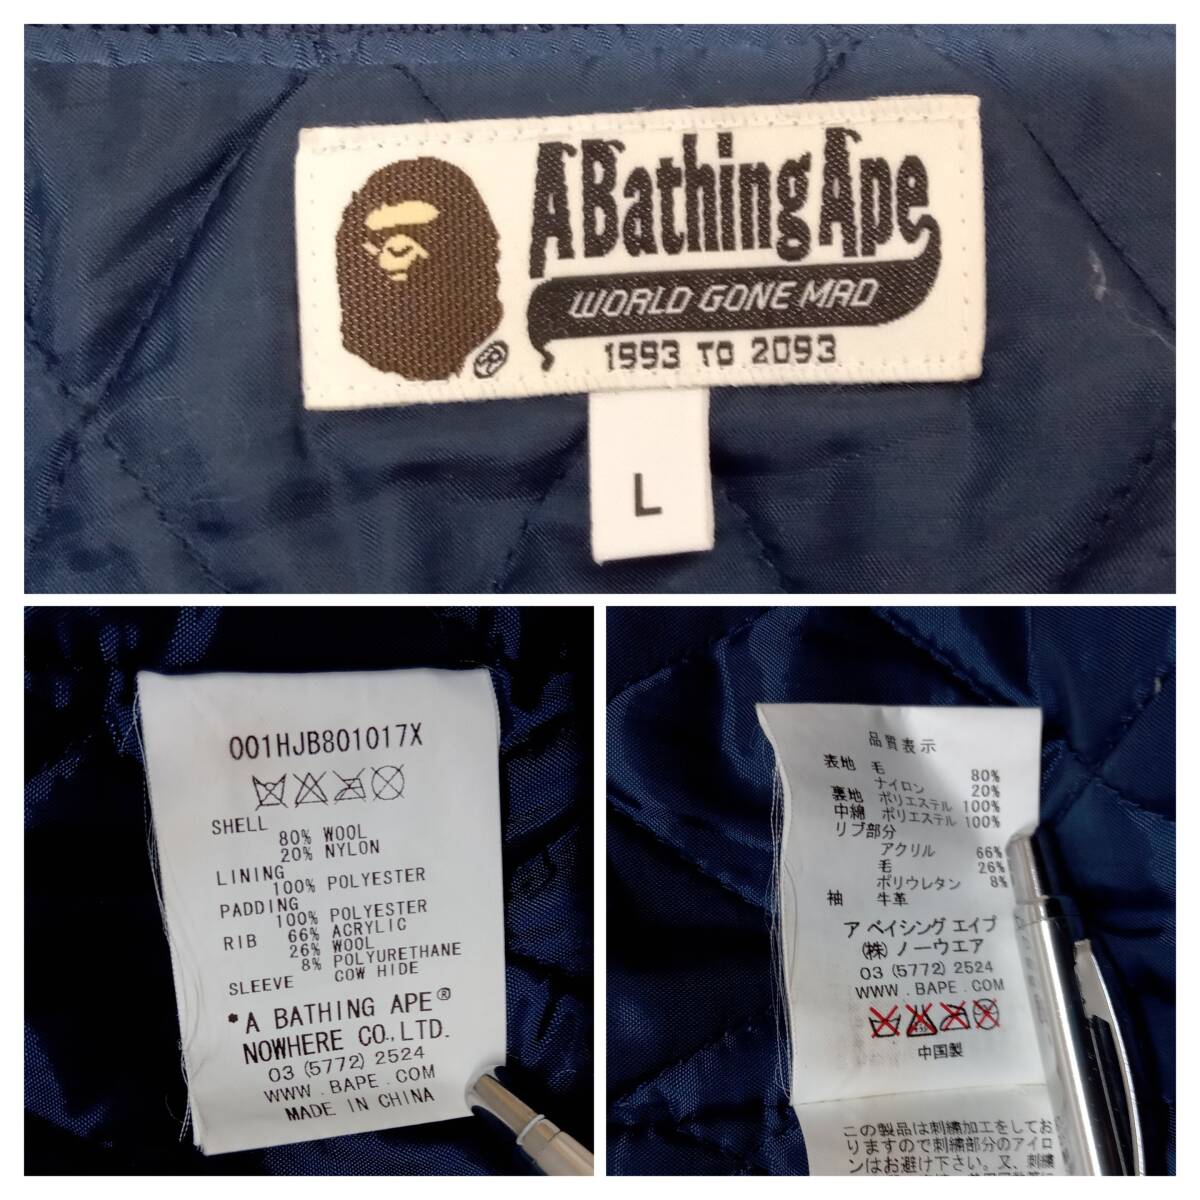 A Bathing Ape
®
WORLD GONE MAD
1993 TO 2093
L
001HJB801017X
SHELL
80% WOOL
20% NYLON
LINING
100% POLYESTER
PADDING
100% POLYESTER
RIB 66% ACRYLIC
26% WOOL
8% POLYURETHANE
SLEEVE COW HIDE
*A BATHING APE®
NOWHERE CO.,LTD.
03 (5772) 2524
WWW.BAPE.COM
MADE IN CHINA
品質表示
表地 毛 80%
ナイロン 20%
裏地 ポリエステル 100%
中綿 ポリエステル 100%
リブ部分
アクリル 66%
毛 26%
ポリウレタン 8%
袖 牛革
ア ベイシング エイプ
(株) ノーウエア
03 (5772) 2524
WWW.BAPE.COM
中国製
この製品は刺繍加工をしてお
りますので刺繍部分のアイロ
ンはお避け下さい。又、刺繍